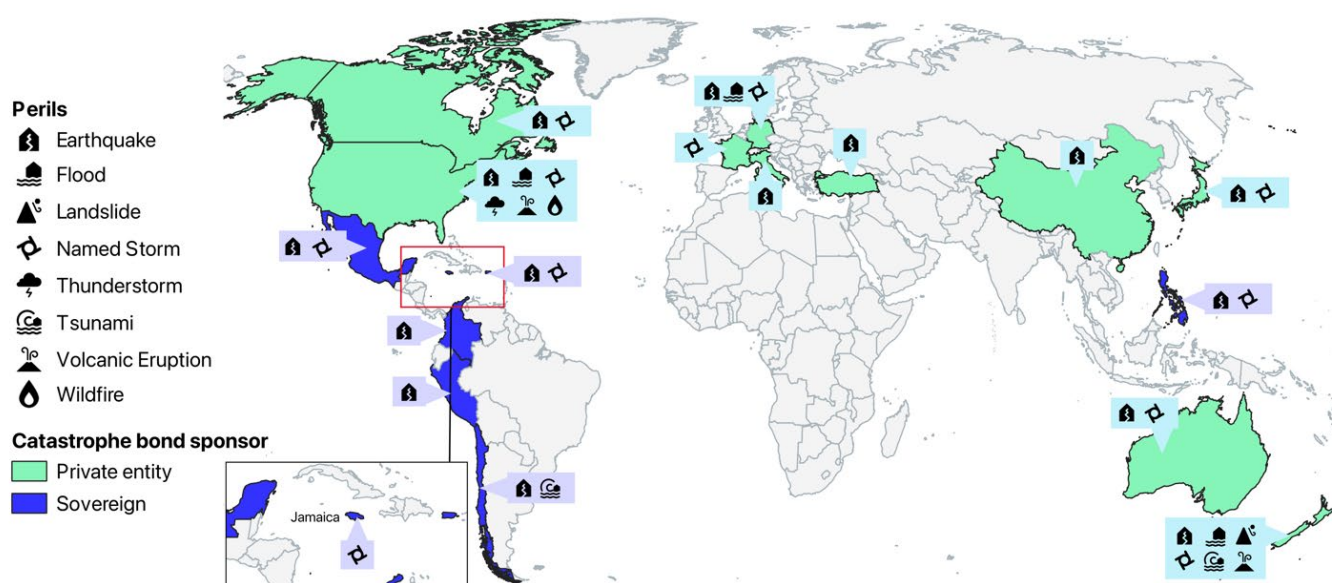 Perils
Earthquake
Flood
Landslide
Named Storm
Thunderstorm
Tsunami
Volcanic Eruption
Wildfire
Catastrophe bond sponsor
Private entity
Sovereign
Jamaica